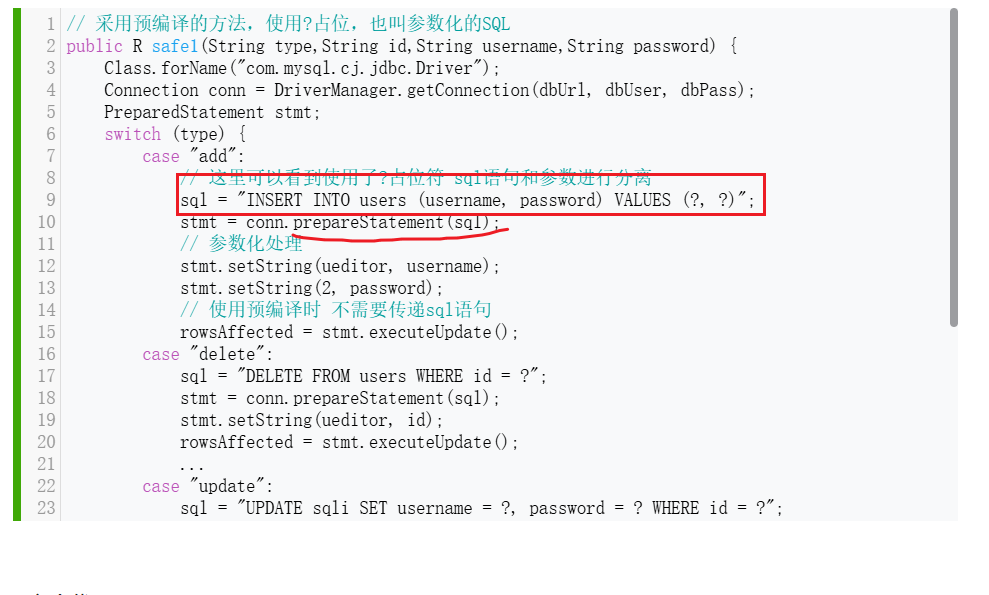 1 // 采用预编译的方法，使用?占位，也叫参数化的SQL
2 public R safe1(String type,String id,String username,String password) {
3 Class.forName("com.mysql.cj.jdbc.Driver");
4 Connection conn = DriverManager.getConnection(dbUrl, dbUser, dbPass);
5 PreparedStatement stmt;
6 switch (type) {
7 case "add":
8 // 这里可以看到使用了?占位符 sql语句和参数进行分离
9 sql = "INSERT INTO users (username, password) VALUES (?, ?)";
10 stmt = conn.prepareStatement(sql);
11 // 参数化处理
12 stmt.setString(ueditor, username);
13 stmt.setString(2, password);
14 // 使用预编译时 不需要传递sql语句
15 rowsAffected = stmt.executeUpdate();
16 case "delete":
17 sql = "DELETE FROM users WHERE id = ?";
18 stmt = conn.prepareStatement(sql);
19 stmt.setString(ueditor, id);
20 rowsAffected = stmt.executeUpdate();
21 ...
22 case "update":
23 sql = "UPDATE sqli SET username = ?, password = ? WHERE id = ?";